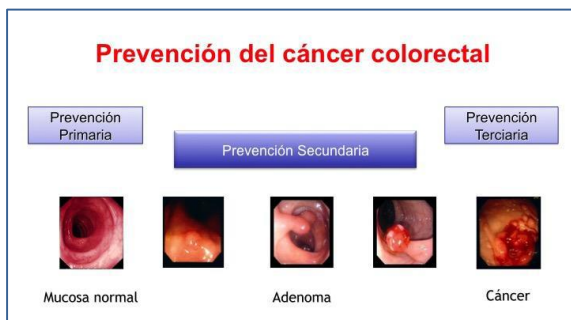 Prevención del cáncer colorectal
Prevención
Primaria
Prevención Secundaria
Prevención
Terciaria
Mucosa normal
Adenoma
Cáncer